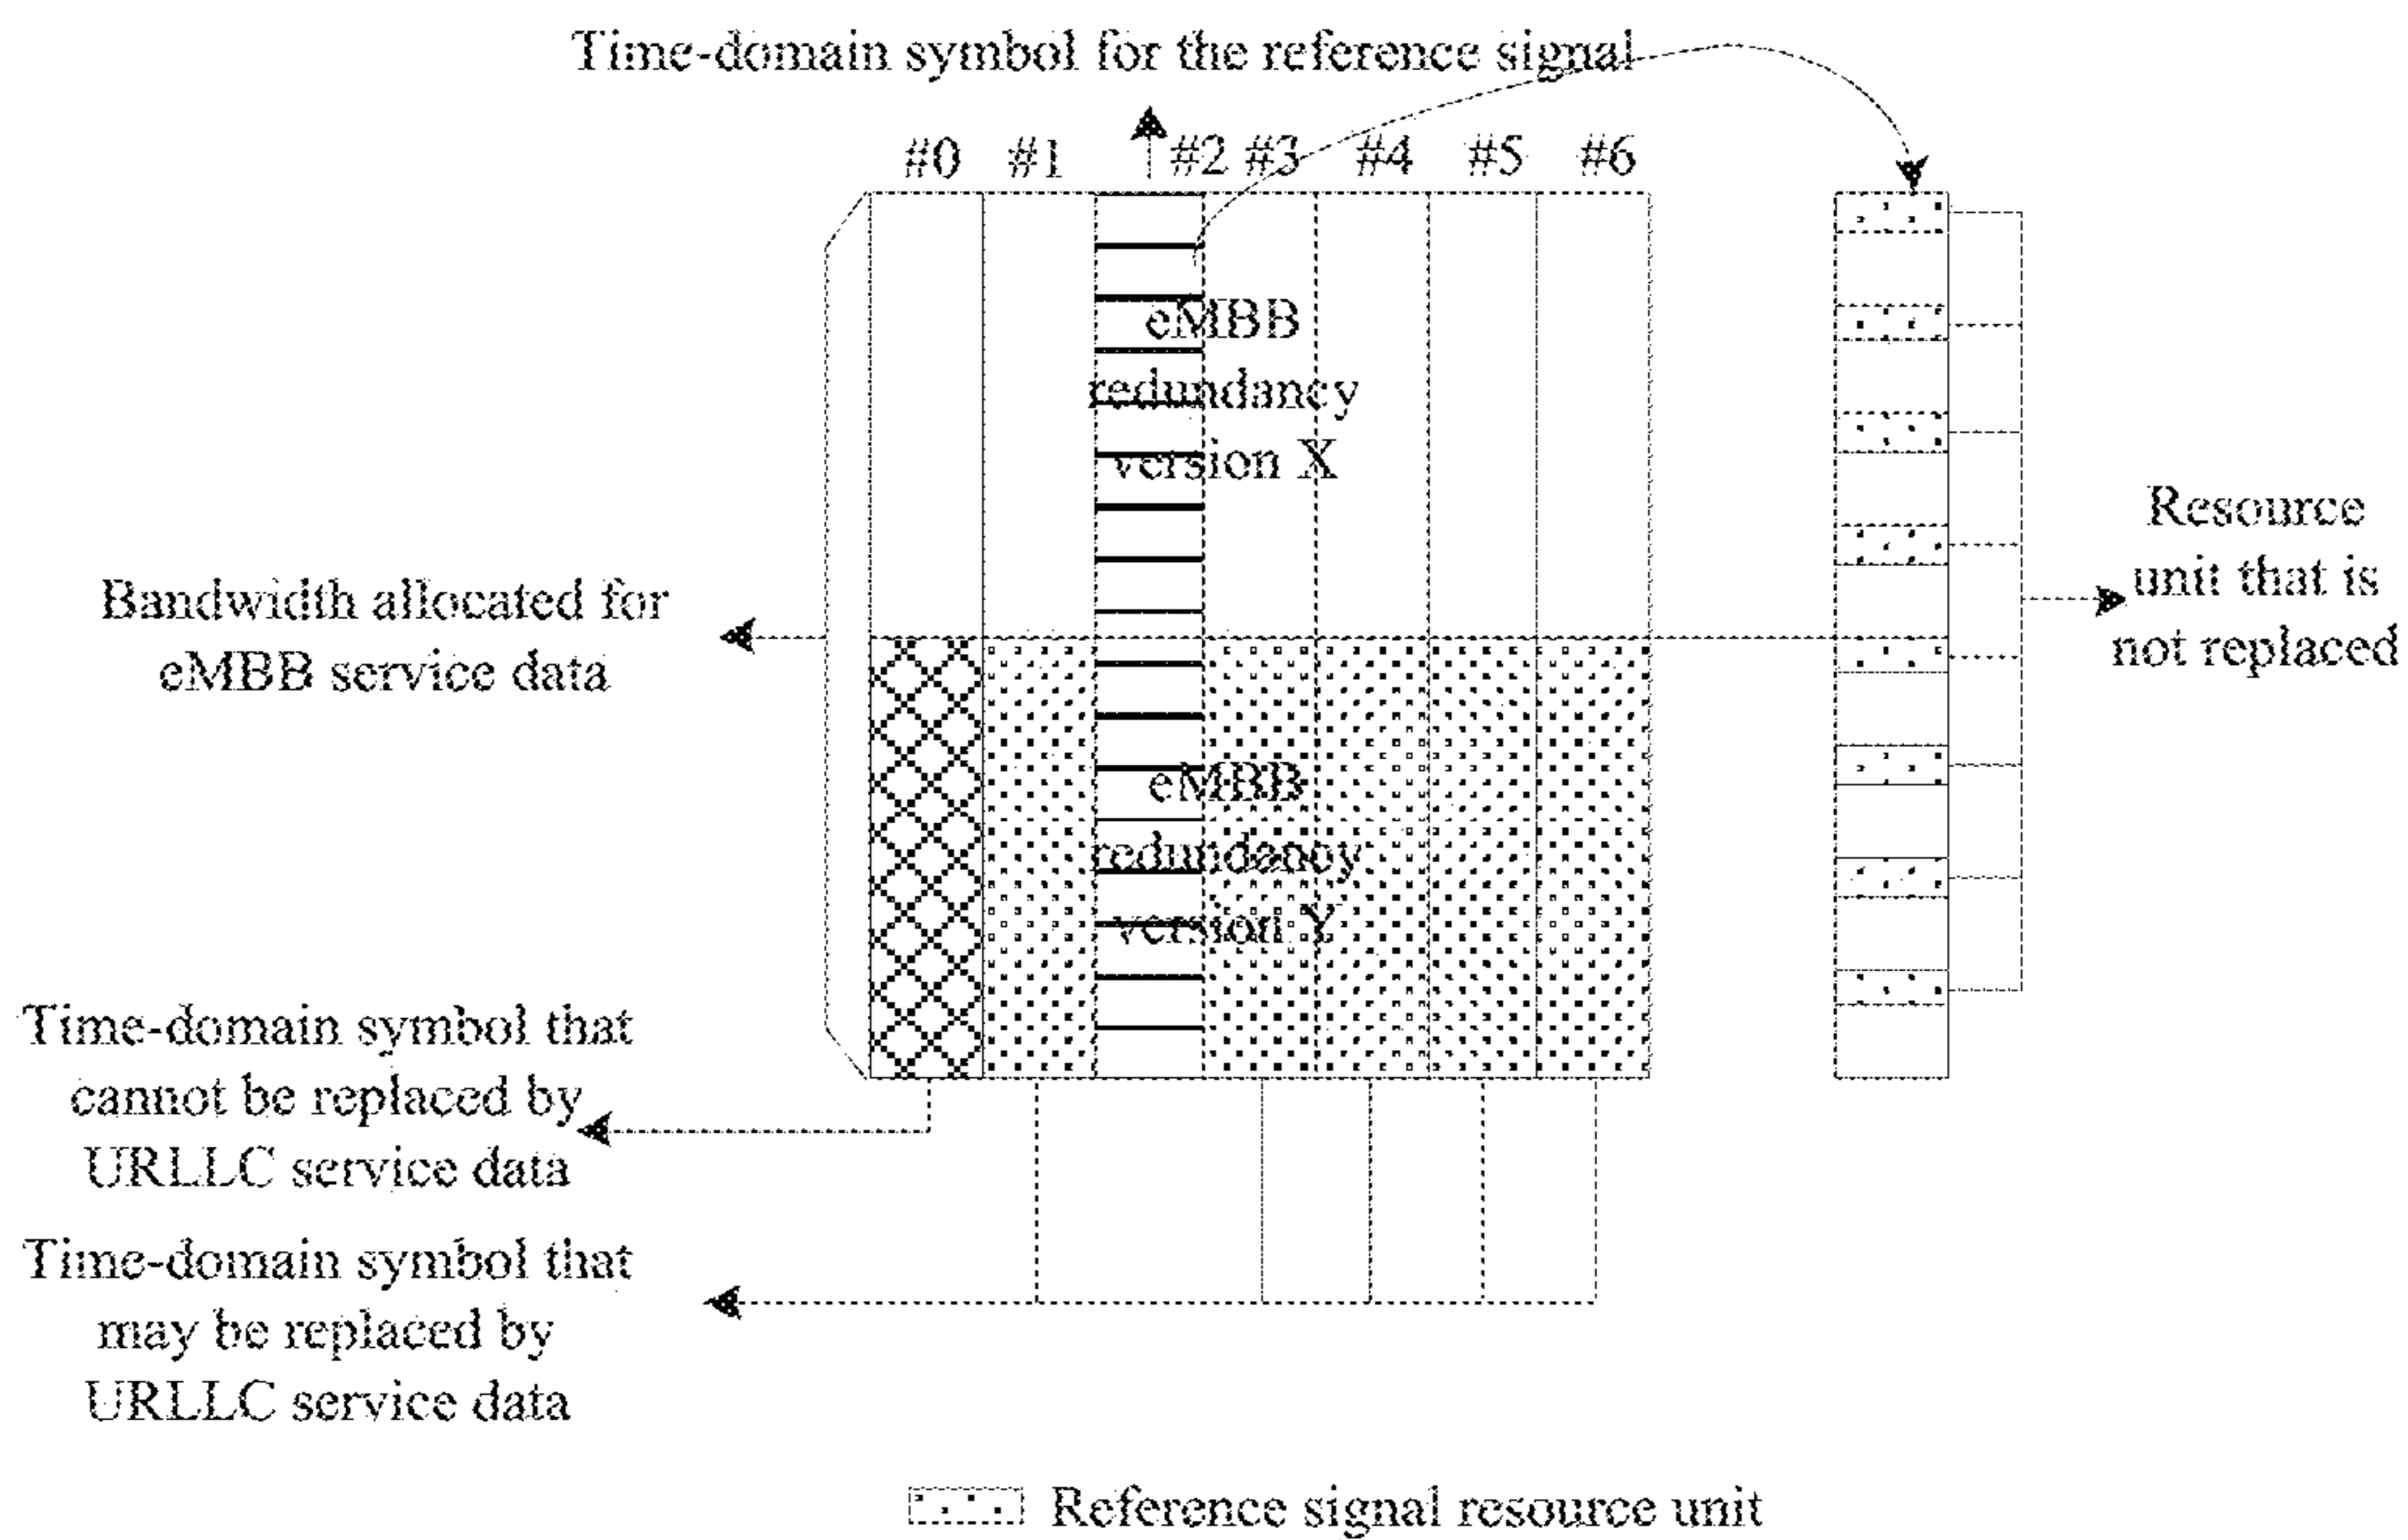 Time-domain symbol for the reference signal
#0 #1 #2 #3 #4 #5 #6
eMBB
redundancy
version X
Resource
unit that is
not replaced
Bandwidth allocated for
eMBB service data
eMBB
redundancy
version Y
Time-domain symbol that
cannot be replaced by
URLLC service data
Time-domain symbol that
may be replaced by
URLLC service data
Reference signal resource unit